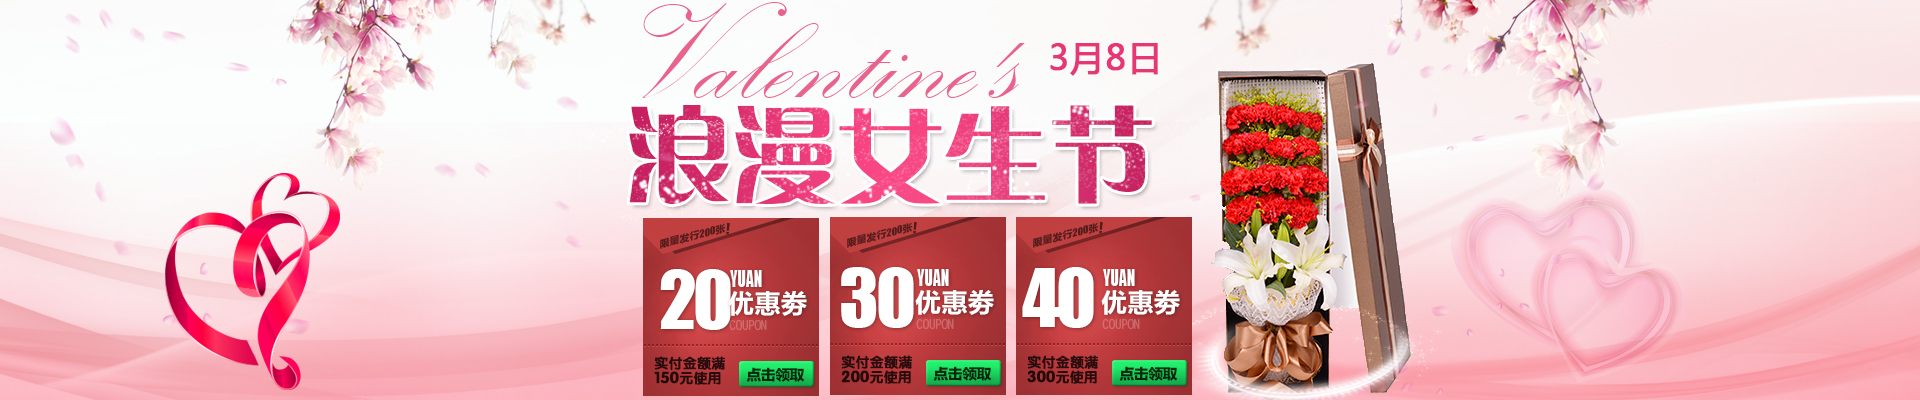 Valentine's
3月8日
浪漫女生节
限量发行200张!
20
YUAN
优惠劵
COUPON
实付金额满
150元使用
点击领取
限量发行200张!
30
YUAN
优惠劵
COUPON
实付金额满
200元使用
点击领取
限量发行200张!
40
YUAN
优惠劵
COUPON
实付金额满
300元使用
点击领取